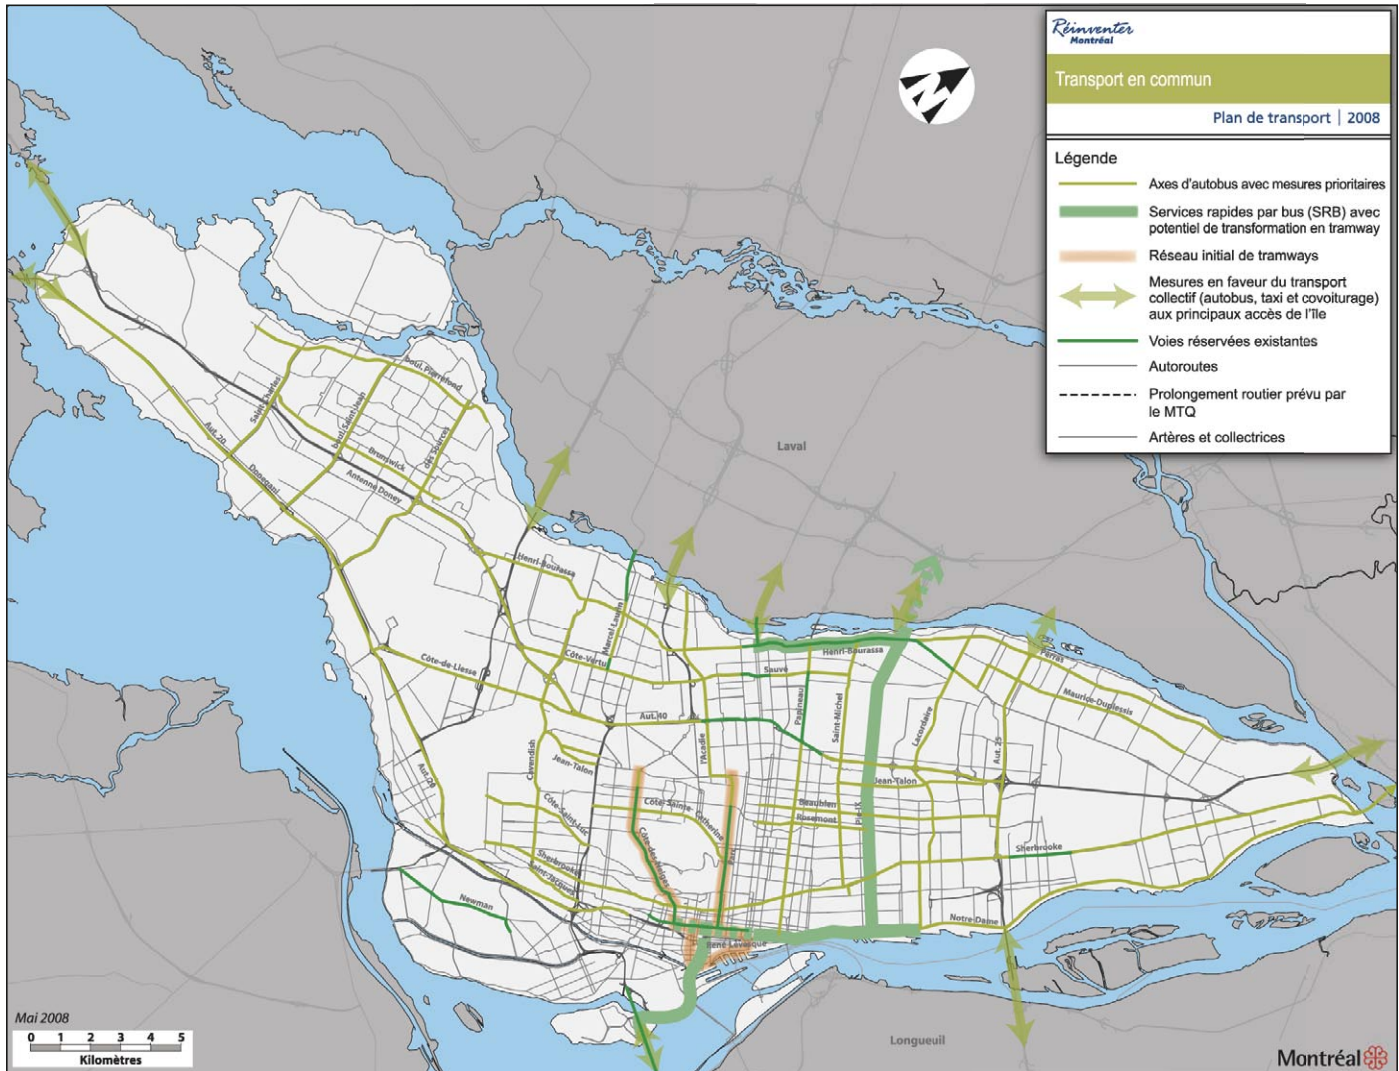 Réinventer
Montréal
Transport en commun
Plan de transport | 2008
Légende
Axes d'autobus avec mesures prioritaires
Services rapides par bus (SRB) avec
potentiel de transformation en tramway
Réseau initial de tramways
Mesures en faveur du transport
collectif (autobus, taxi et covoiturage)
aux principaux accès de l'île
Voies réservées existantes
Autoroutes
Prolongement routier prévu par
le MTQ
Artères et collectrices
boul. Pierrefond
Saint-Charles
boul. Saint-Jean
des Sources
Aut. 20
Brunswick
Antenne Doney
Donegani
Laval
Henri-Bourassa
Marcel-Laurin
Côte-Vertu
Côte-de-Liesse
Henri-Bourassa
Sauvé
Perras
Maurice-Duplessis
Papineau
Saint-Michel
Lacordaire
Aut. 40
l'Acadie
Aut. 25
Cavendish
Jean-Talon
Jean-Talon
Aut. 20
Côte-Sainte-
Catherine
Beaubien
Rosemont
Pie-IX
Côte-Saint-Luc
Côte-des-Neiges
Parc
Sherbrooke
Sherbrooke
Saint-Jacques
Newman
Notre-Dame
René-Lévesque
Longueuil
Mai 2008
0 1 2 3 4 5
Kilomètres
Montréal